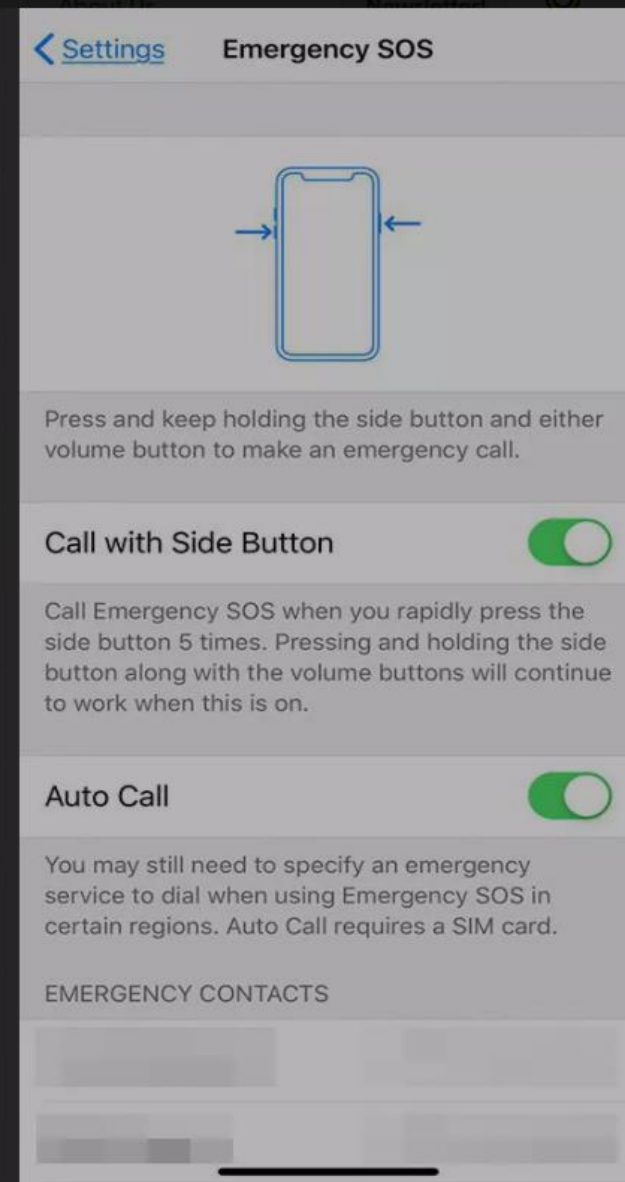 About Us
Newsletter!
Settings
Emergency SOS
Press and keep holding the side button and either
volume button to make an emergency call.
Call with Side Button
Call Emergency SOS when you rapidly press the
side button 5 times. Pressing and holding the side
button along with the volume buttons will continue
to work when this is on.
Auto Call
You may still need to specify an emergency
service to dial when using Emergency SOS in
certain regions. Auto Call requires a SIM card.
EMERGENCY CONTACTS